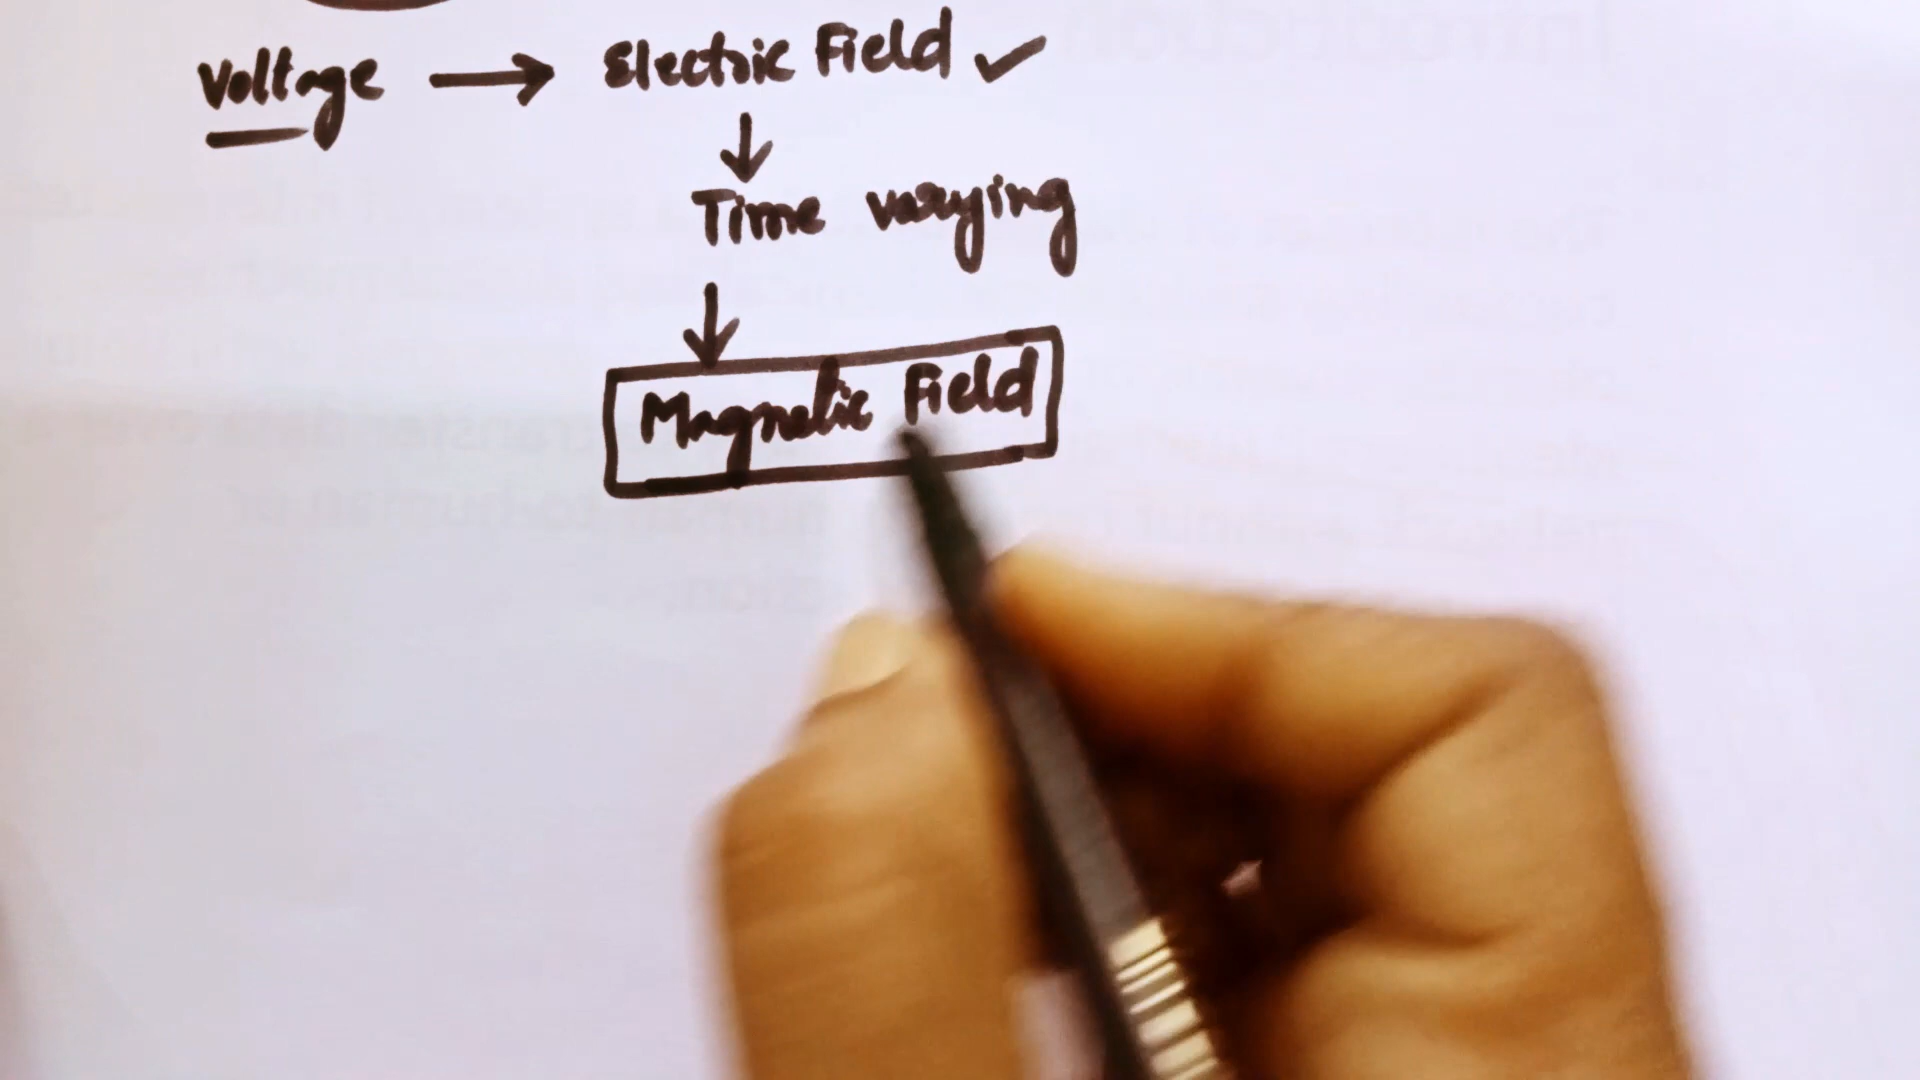 Voltage → Electric Field ✓
↓
Time varying
↓
Magnetic Field